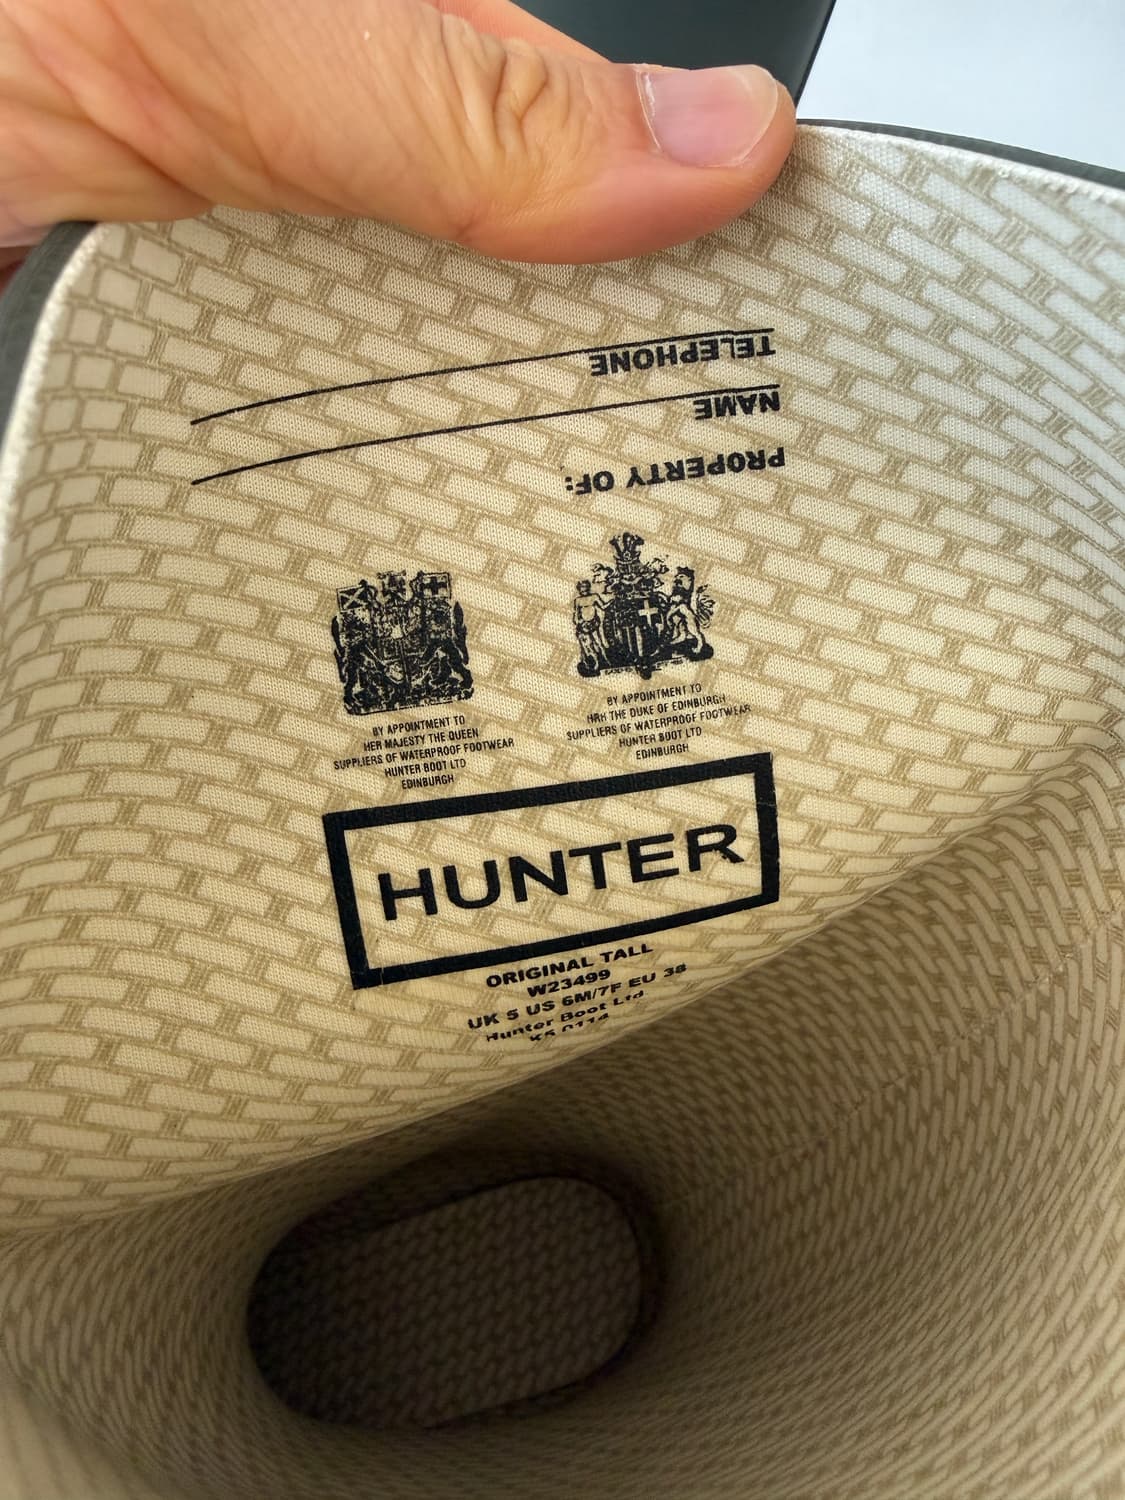 TELEPHONE
NAME
PROPERTY OF:
BY APPOINTMENT TO
HER MAJESTY THE QUEEN
SUPPLIERS OF WATERPROOF FOOTWEAR
HUNTER BOOT LTD
EDINBURGH
BY APPOINTMENT TO
HRH THE DUKE OF EDINBURGH
SUPPLIERS OF WATERPROOF FOOTWEAR
HUNTER BOOT LTD
EDINBURGH
HUNTER
ORIGINAL TALL
W23499
UK 5 US 6M/7F EU 38
Hunter Boot Ltd